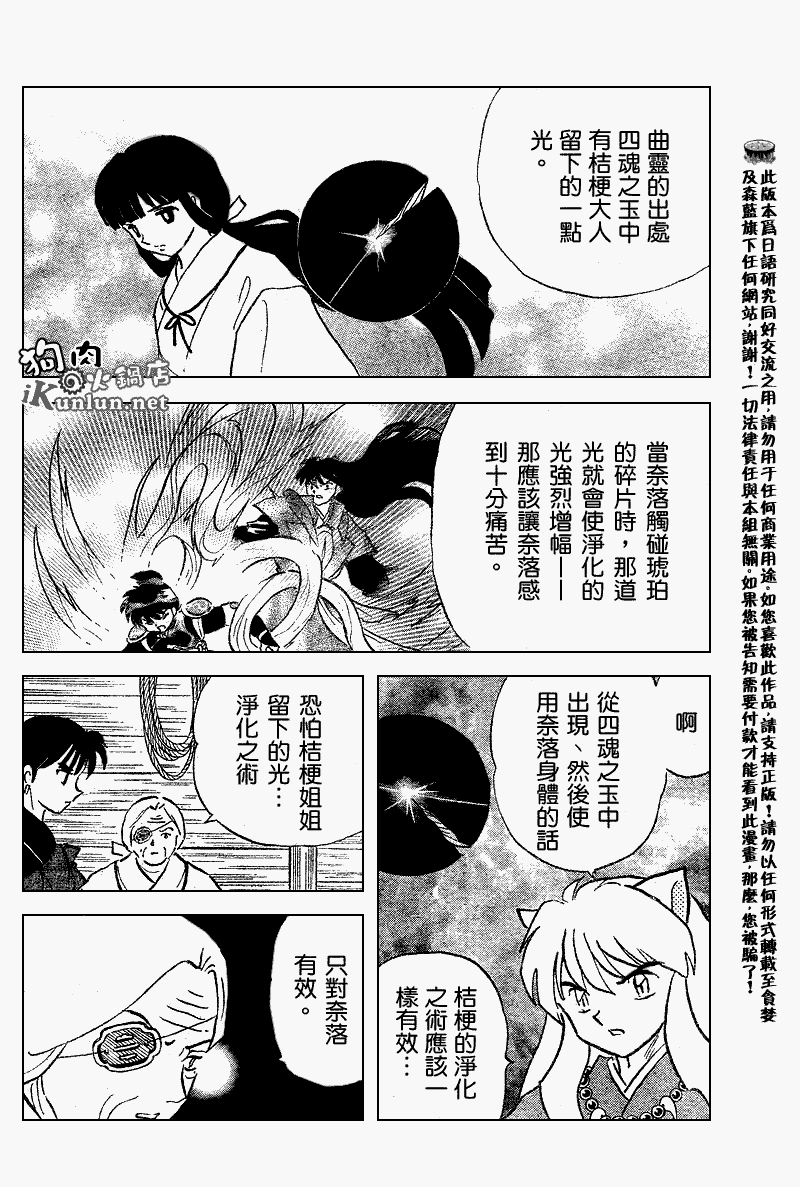 曲靈的出處
四魂之玉中
有桔梗大人
留下的一點
光。
當奈落觸碰琥珀
的碎片時，那道
光就會使淨化的
光強烈增幅——
那應該讓奈落感
到十分痛苦。
啊
從四魂之玉中
出現、然後使
用奈落身體的話
桔梗的淨化
之術應該一
樣有效…
恐怕桔梗姐姐
留下的光…
淨化之術
只對奈落
有效。
此版本爲日語研究同好交流之用，請勿用于任何商業用途。如您喜歡此作品，請支持正版！請勿以任何形式轉載至貪婪
及森藍旗下任何網站，謝謝！一切法律責任與本組無關。如果您被告知需要付款才能看到此漫畫，那麽，您被騙了！
狗肉
火鍋店
iKunlun.net